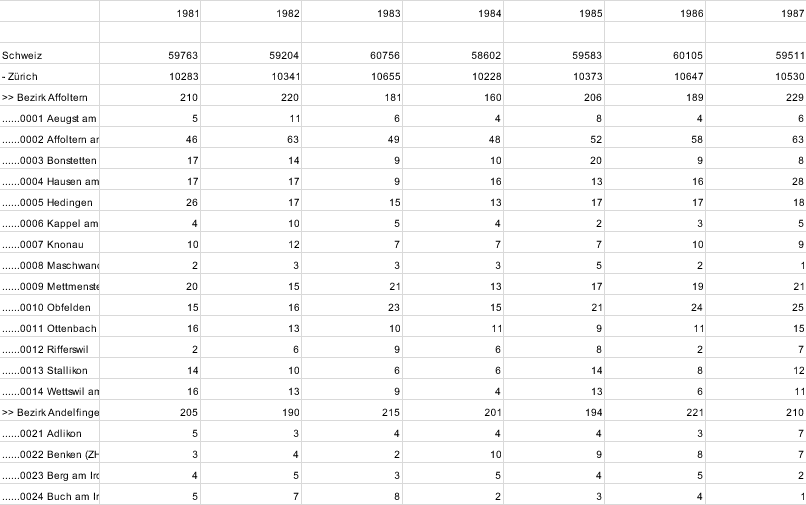 1981 1982 1983 1984 1985 1986 1987
Schweiz 59763 59204 60756 58602 59583 60105 59511
- Zürich 10283 10341 10655 10228 10373 10647 10530
>> Bezirk Affoltern 210 220 181 160 206 189 229
......0001 Aeugst am 5 11 6 4 8 4 6
......0002 Affoltern ar 46 63 49 48 52 58 63
......0003 Bonstetten 17 14 9 10 20 9 8
......0004 Hausen am 17 17 9 16 13 16 28
......0005 Hedingen 26 17 15 13 17 17 18
......0006 Kappel am 4 10 5 4 2 3 5
......0007 Knonau 10 12 7 7 7 10 9
......0008 Maschwand 2 3 3 3 5 2 1
......0009 Mettmenste 20 15 21 13 17 19 21
......0010 Obfelden 15 16 23 15 21 24 25
......0011 Ottenbach 16 13 10 11 9 11 15
......0012 Rifferswil 2 6 9 6 8 2 7
......0013 Stallikon 14 10 6 6 14 8 12
......0014 Wettswil am 16 13 9 4 13 6 11
>> Bezirk Andelfinge 205 190 215 201 194 221 210
......0021 Adlikon 5 3 4 4 4 3 7
......0022 Benken (ZH 3 4 2 10 9 8 7
......0023 Berg am Irc 4 5 3 5 4 5 2
......0024 Buch am Ir 5 7 8 2 3 4 1